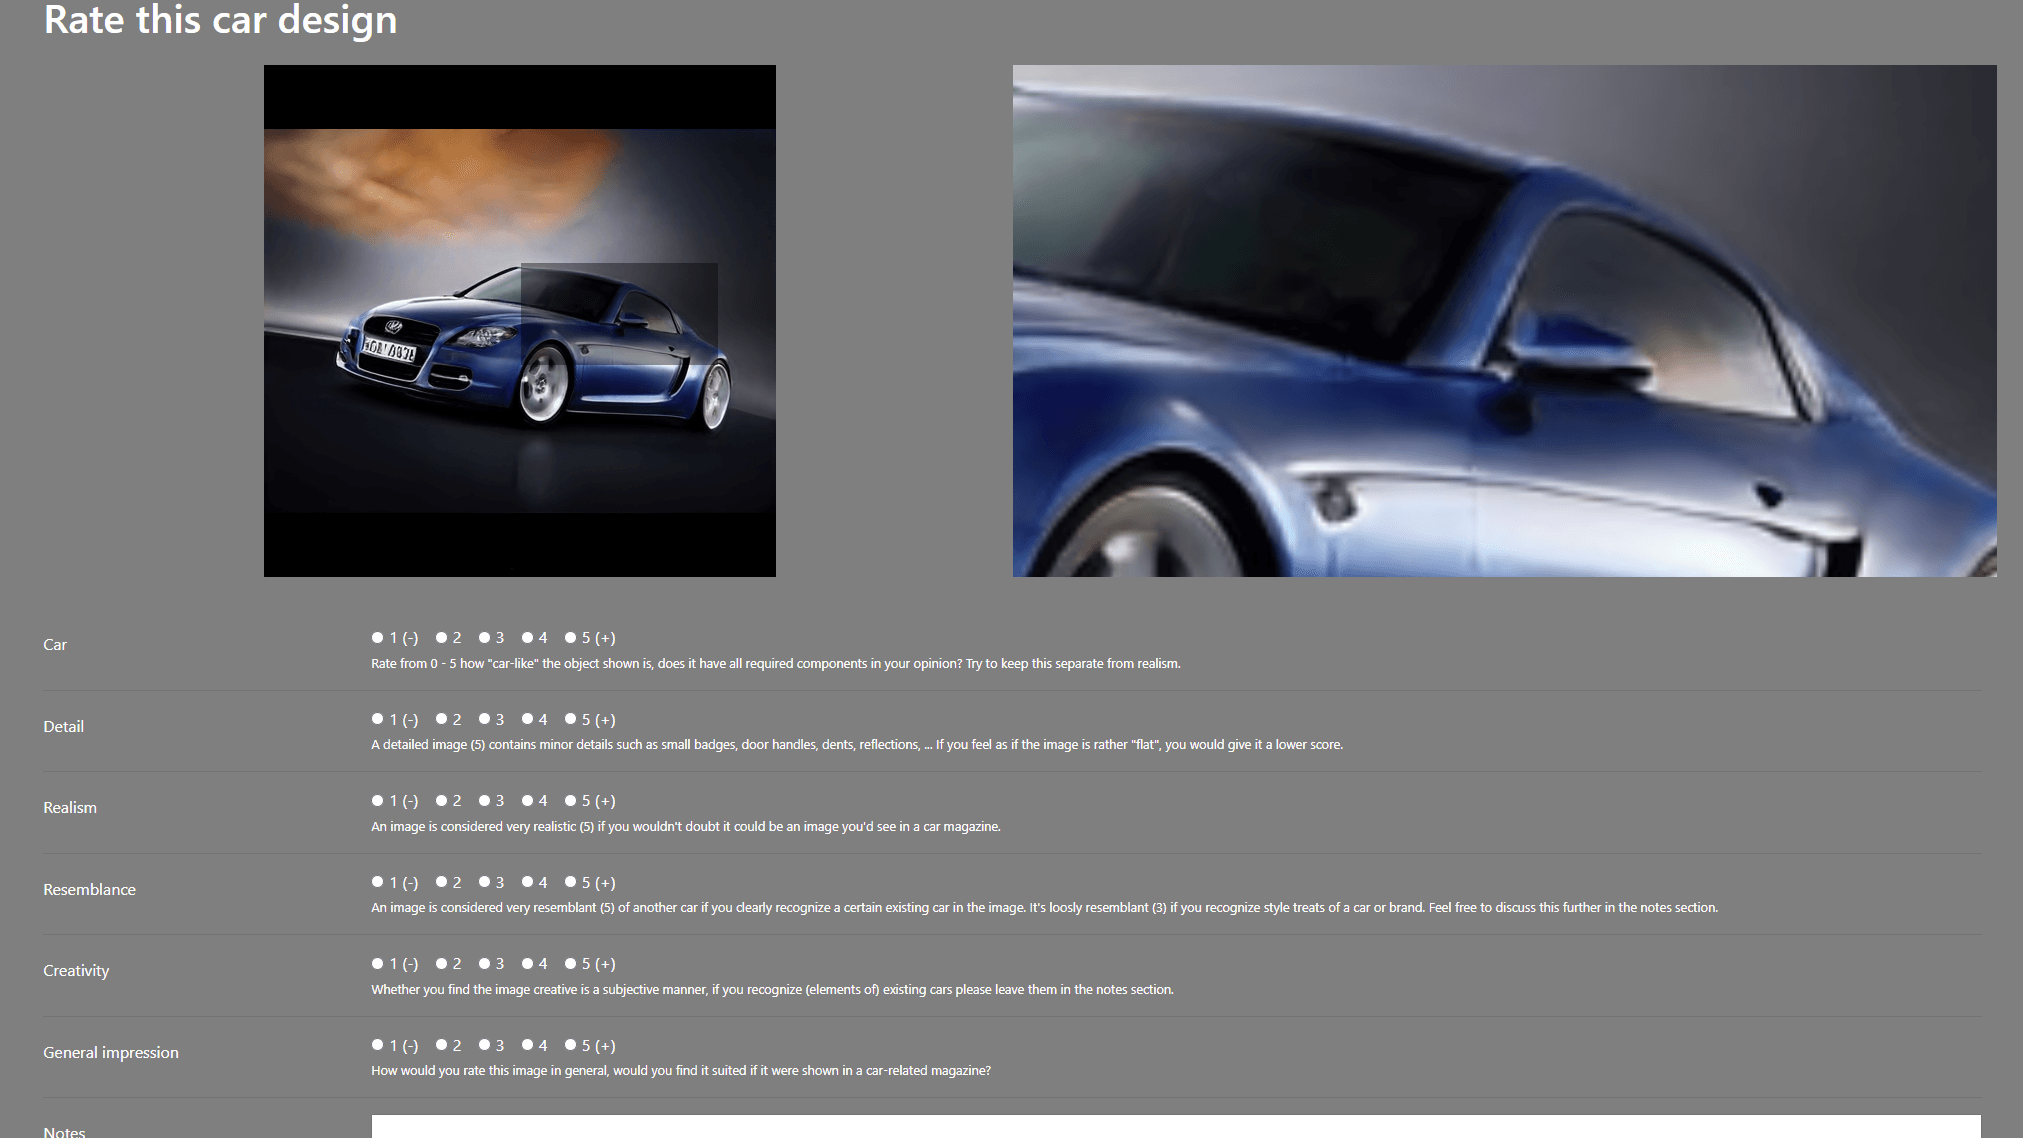 Rate this car design
Car
1 (-) 2 3 4 5 (+)
Rate from 0 - 5 how "car-like" the object shown is, does it have all required components in your opinion? Try to keep this separate from realism.
Detail
1 (-) 2 3 4 5 (+)
A detailed image (5) contains minor details such as small badges, door handles, dents, reflections, ... If you feel as if the image is rather "flat", you would give it a lower score.
Realism
1 (-) 2 3 4 5 (+)
An image is considered very realistic (5) if you wouldn't doubt it could be an image you'd see in a car magazine.
Resemblance
1 (-) 2 3 4 5 (+)
An image is considered very resemblant (5) of another car if you clearly recognize a certain existing car in the image. It's loosly resemblant (3) if you recognize style treats of a car or brand. Feel free to discuss this further in the notes section.
Creativity
1 (-) 2 3 4 5 (+)
Whether you find the image creative is a subjective manner, if you recognize (elements of) existing cars please leave them in the notes section.
General impression
1 (-) 2 3 4 5 (+)
How would you rate this image in general, would you find it suited if it were shown in a car-related magazine?
Notes